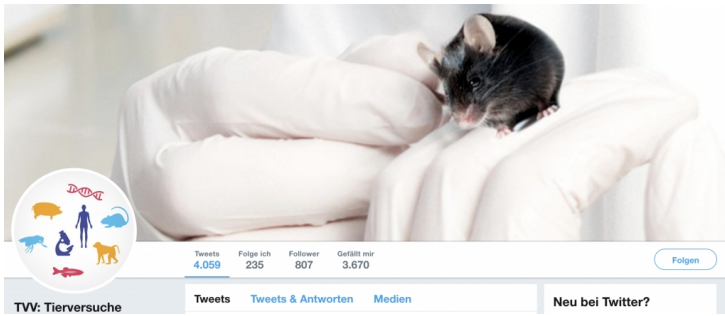 Tweets Folge ich Follower Gefällt mir
4.059 235 807 3.670
Folgen
TVV: Tierversuche
Tweets Tweets & Antworten Medien
Neu bei Twitter?